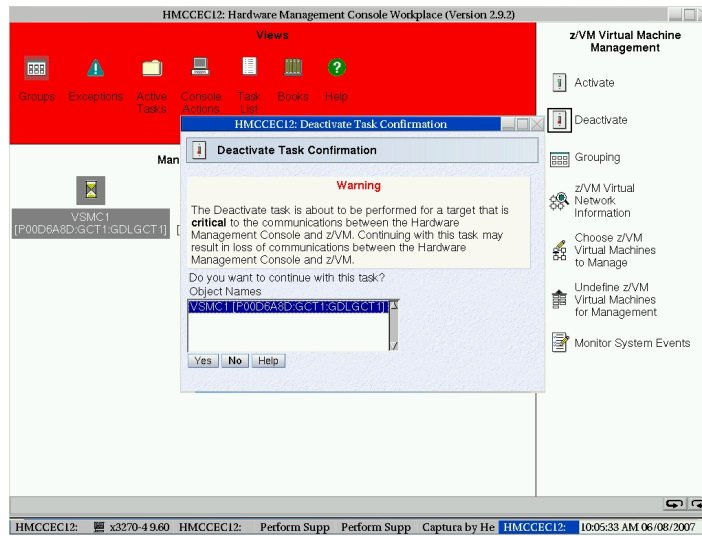 HMCCEC12: Hardware Management Console Workplace (Version 2.9.2)
Views
Groups
Exceptions
Active
Tasks
Console
Actions
Task
List
Books
Help
Man
VSMC1
[P00D6A8D:GCT1:GDLGCT1]
HMCCEC12: Deactivate Task Confirmation
Deactivate Task Confirmation
Warning
The Deactivate task is about to be performed for a target that is
critical to the communications between the Hardware
Management Console and z/VM. Continuing with this task may
result in loss of communications between the Hardware
Management Console and z/VM.
Do you want to continue with this task?
Object Names
VSMC1 [P00D6A8D:GCT1:GDLGCT1]
Yes No Help
z/VM Virtual Machine
Management
Activate
Deactivate
Grouping
z/VM Virtual
Network
Information
Choose z/VM
Virtual Machines
to Manage
Undefine z/VM
Virtual Machines
for Management
Monitor System Events
HMCCEC12: x3270-4 9.60 HMCCEC12: Perform Supp Perform Supp Captura by He HMCCEC12: 10:05:33 AM 06/08/2007